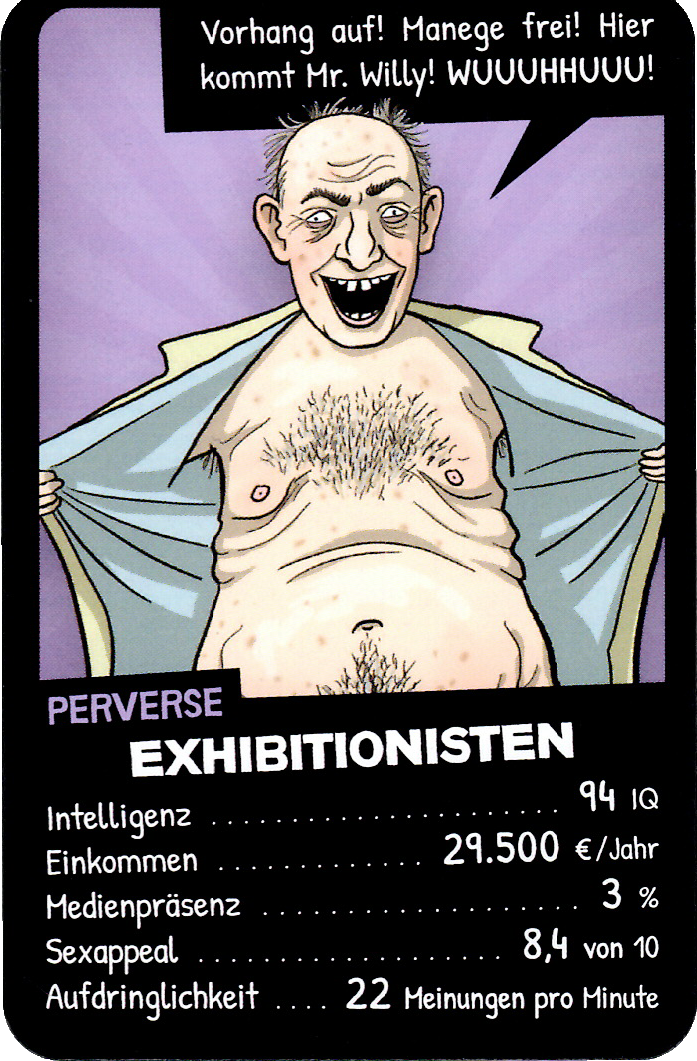 Vorhang auf! Manege frei! Hier
kommt Mr. Willy! WUUUHHUUU!
PERVERSE
EXHIBITIONISTEN
Intelligenz ...................... 94 IQ
Einkommen ............. 29.500 €/Jahr
Medienpräsenz .................... 3 %
Sexappeal ................... 8,4 von 10
Aufdringlichkeit .... 22 Meinungen pro Minute